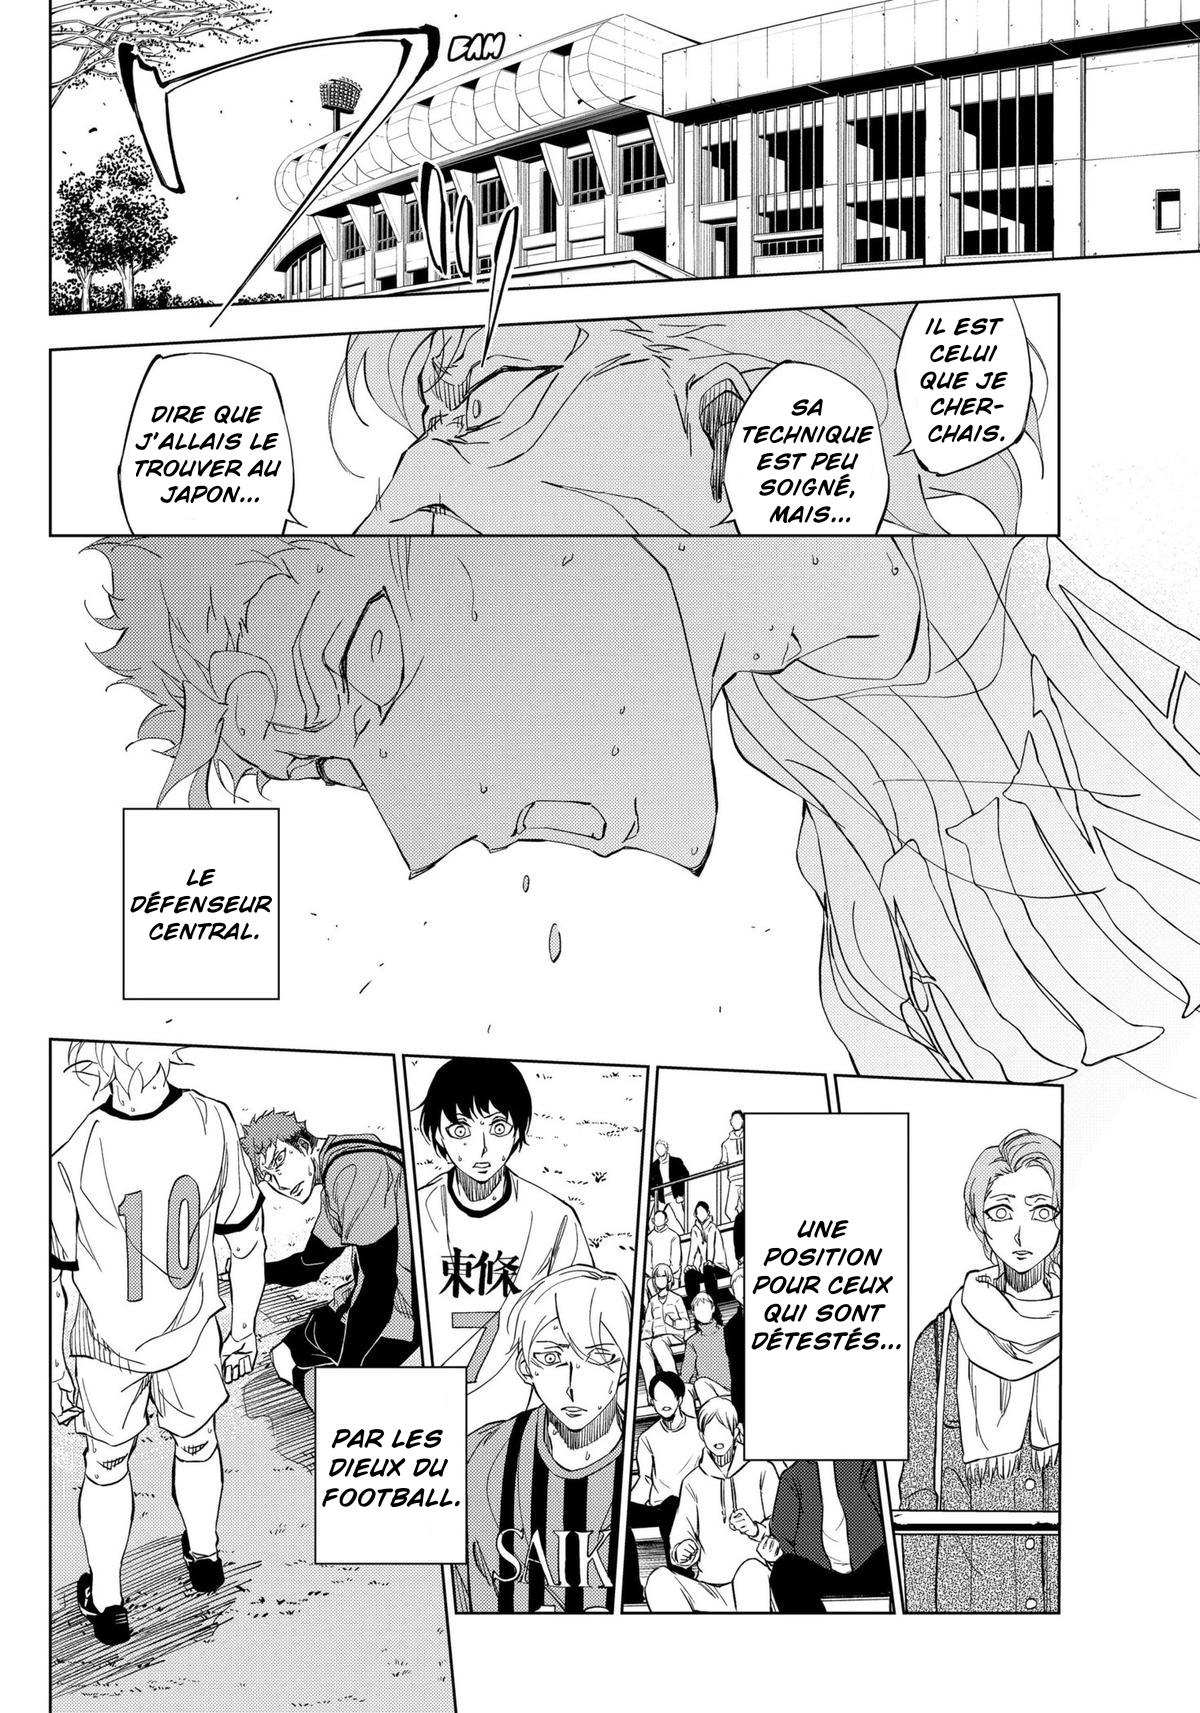 BAM
ドッ
IL EST
CELUI
QUE JE
CHER-
CHAIS.
SA
TECHNIQUE
EST PEU
SOIGNÉ,
MAIS...
DIRE QUE
J'ALLAIS LE
TROUVER AU
JAPON...
LE
DÉFENSEUR
CENTRAL.
UNE
POSITION
POUR CEUX
QUI SONT
DÉTESTÉS...
東條
7
SAIK
PAR LES
DIEUX DU
FOOTBALL.
10